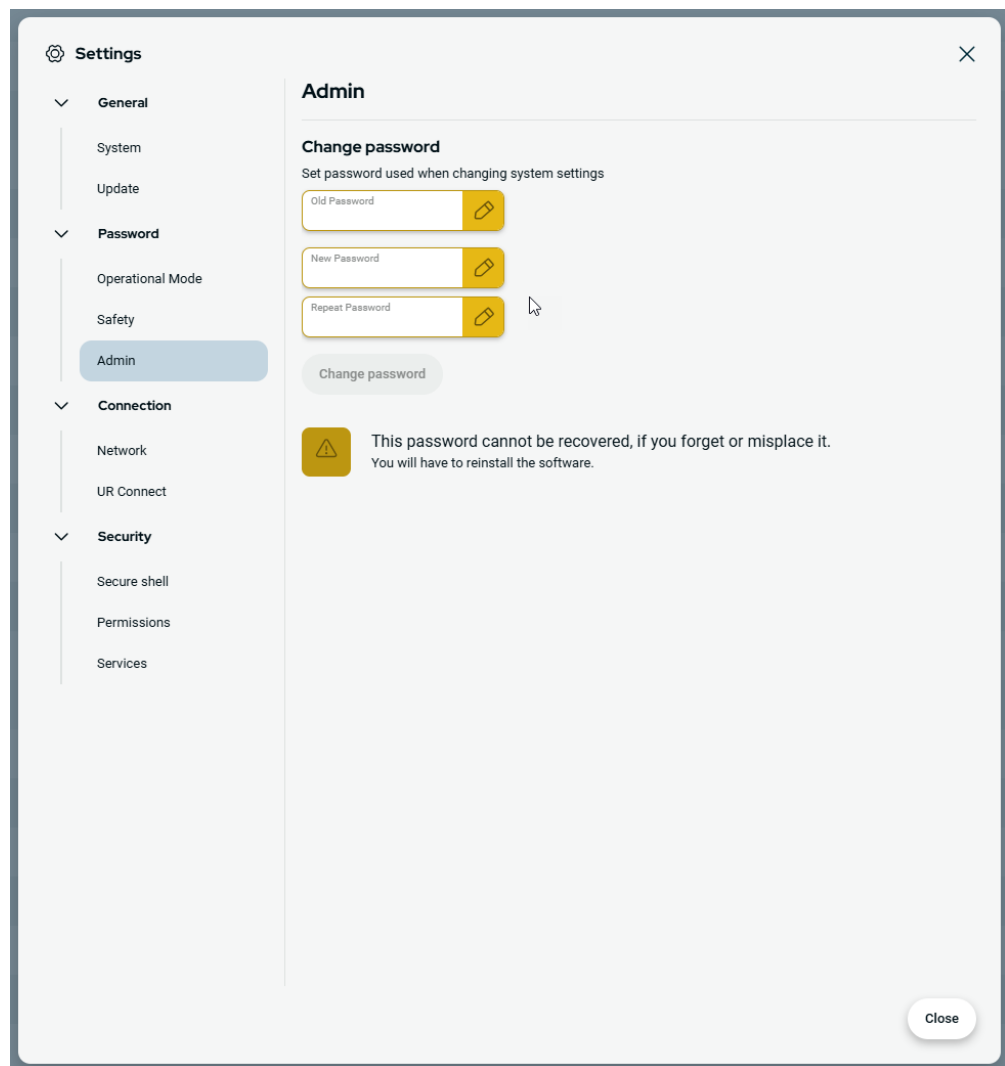 Settings
General
System
Update
Password
Operational Mode
Safety
Admin
Connection
Network
UR Connect
Security
Secure shell
Permissions
Services
Admin
Change password
Set password used when changing system settings
Old Password
New Password
Repeat Password
Change password
This password cannot be recovered, if you forget or misplace it.
You will have to reinstall the software.
Close